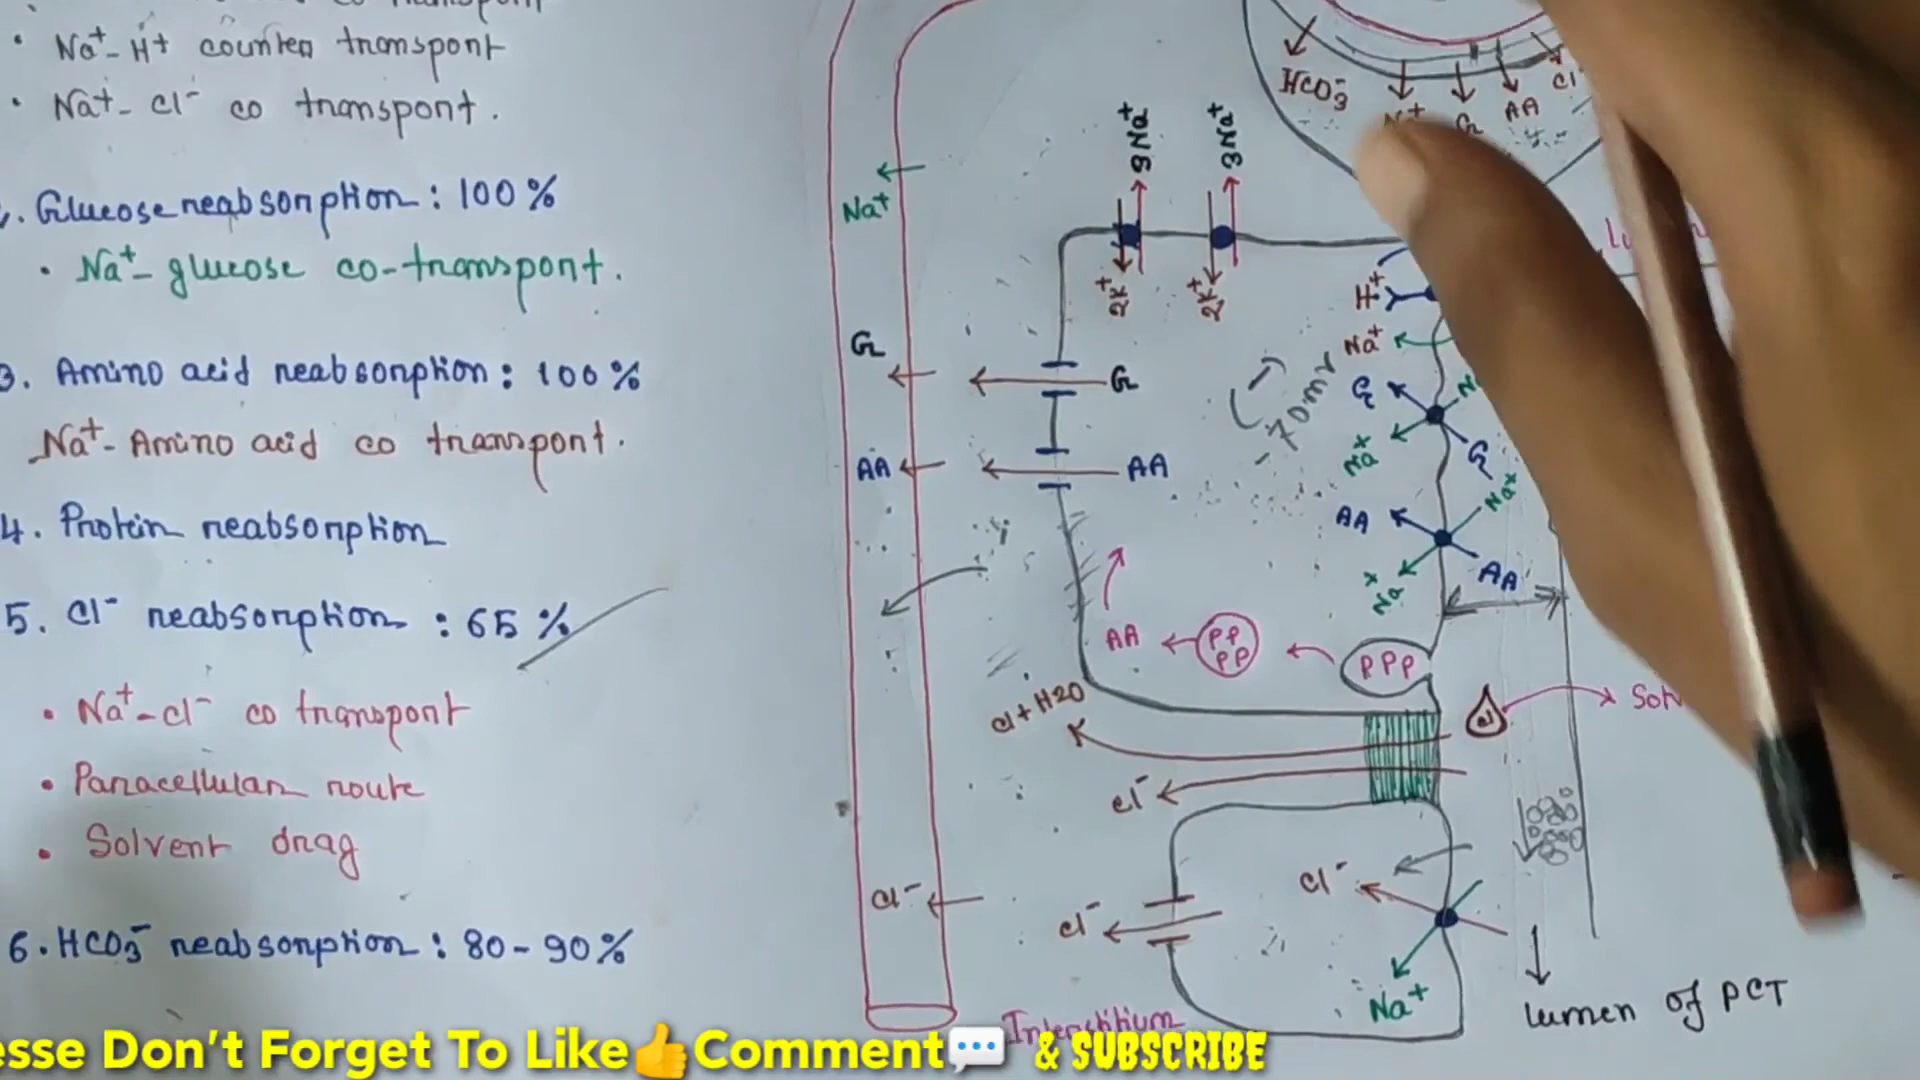 Na+- H+ counter transport
Na+- Cl- co transport.
Glucose reabsorption : 100%
Na+- glucose co-transport.
3. Amino acid reabsorption : 100%
Na+- Amino acid co transport.
4. Protein reabsorption
5. Cl- reabsorption : 65%
Na+-cl- co transport
Paracellular route
Solvent drag
6. HCO3- reabsorption : 80-90%
HCO3-
G
AA
Cl
3Na+
3Na+
2K+
2K+
Na+
G
G
AA
AA
-70mv
H+
Na+
G
Na+
G
Na+
AA
Na+
AA
AA
PP
PP
PPP
Cl + H2O
Cl
Cl-
Cl-
Cl-
Cl-
Na+
lumen of PCT
Interstitium
Don't Forget To Like👍Comment💬 & SUBSCRIBE